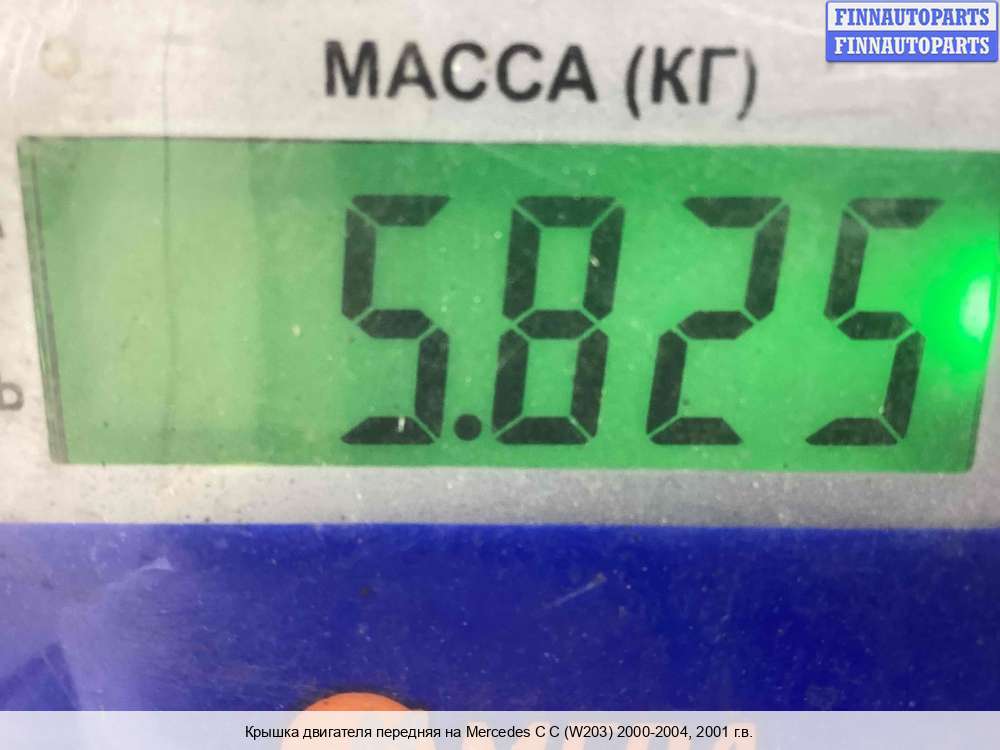 FINNAUTOPARTS
FINNAUTOPARTS
МАССА (КГ)
5.825
Крышка двигателя передняя на Mercedes C C (W203) 2000-2004, 2001 г.в.